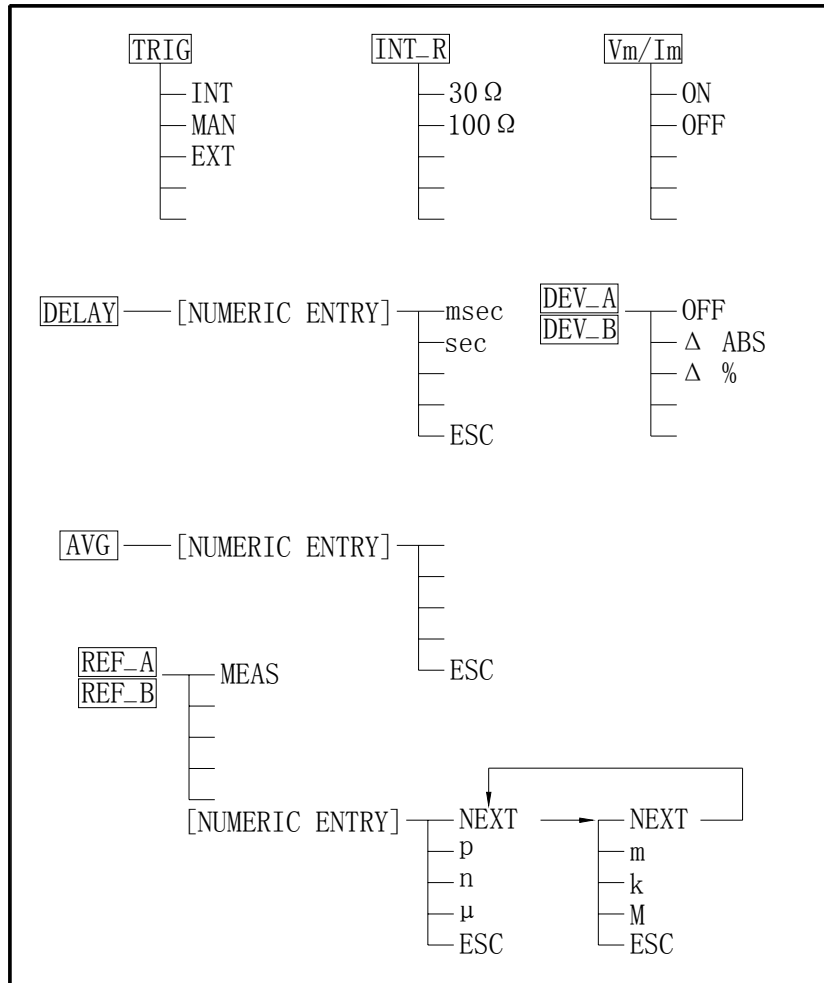 TRIG
INT
MAN
EXT
INT_R
30 Ω
100 Ω
Vm/Im
ON
OFF
DELAY
[NUMERIC ENTRY]
msec
sec
ESC
DEV_A
DEV_B
OFF
Δ ABS
Δ %
AVG
[NUMERIC ENTRY]
ESC
REF_A
REF_B
MEAS
[NUMERIC ENTRY]
NEXT
p
n
μ
ESC
NEXT
m
k
M
ESC